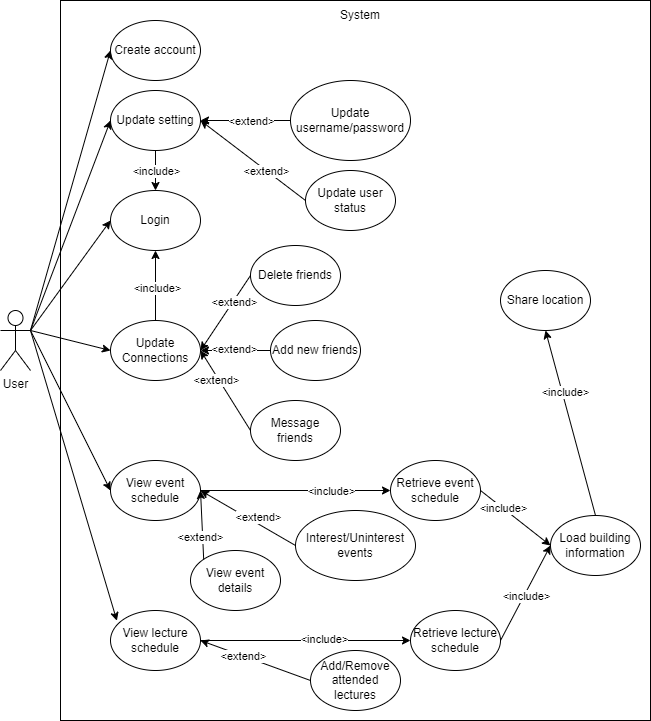 System
Create account
Update setting
<extend>
Update
username/password
<include>
<extend>
Update user
status
Login
<include>
Delete friends
<extend>
Share location
User
Update
Connections
<extend>
Add new friends
<extend>
<include>
Message
friends
View event
schedule
<include>
Retrieve event
schedule
<include>
<extend>
<extend>
Interest/Uninterest
events
Load building
information
View event
details
<include>
View lecture
schedule
<include>
Retrieve lecture
schedule
<extend>
Add/Remove
attended
lectures